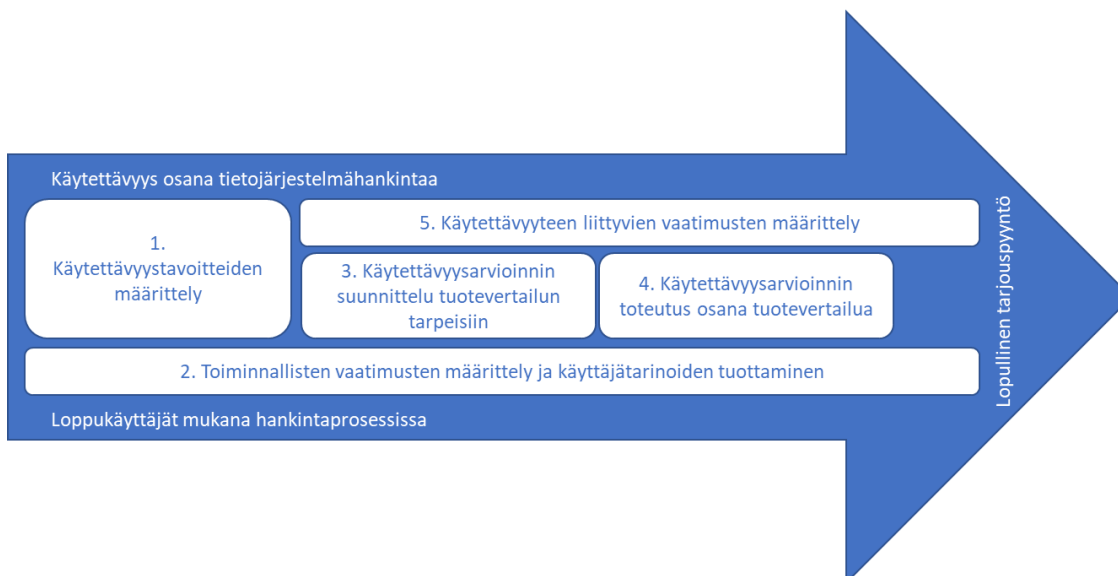 Käytettävyys osana tietojärjestelmähankintaa
1.
Käytettävyystavoitteiden
määrittely
5. Käytettävyyteen liittyvien vaatimusten määrittely
3. Käytettävyysarvioinnin
suunnittelu tuotevertailun
tarpeisiin
4. Käytettävyysarvioinnin
toteutus osana tuotevertailua
2. Toiminnallisten vaatimusten määrittely ja käyttäjätarinoiden tuottaminen
Loppukäyttäjät mukana hankintaprosessissa
Lopullinen tarjouspyyntö